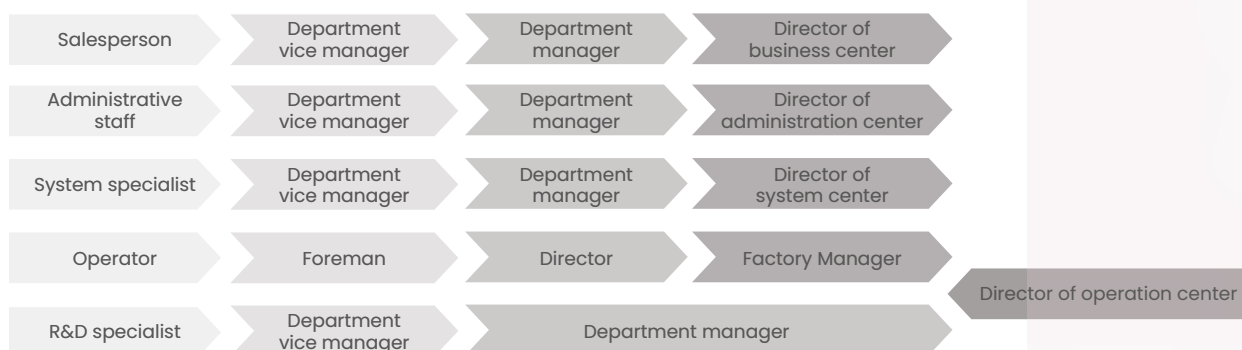 Salesperson
Department
vice manager
Department
manager
Director of
business center
Administrative
staff
Department
vice manager
Department
manager
Director of
administration center
System specialist
Department
vice manager
Department
manager
Director of
system center
Operator
Foreman
Director
Factory Manager
Director of operation center
R&D specialist
Department
vice manager
Department manager